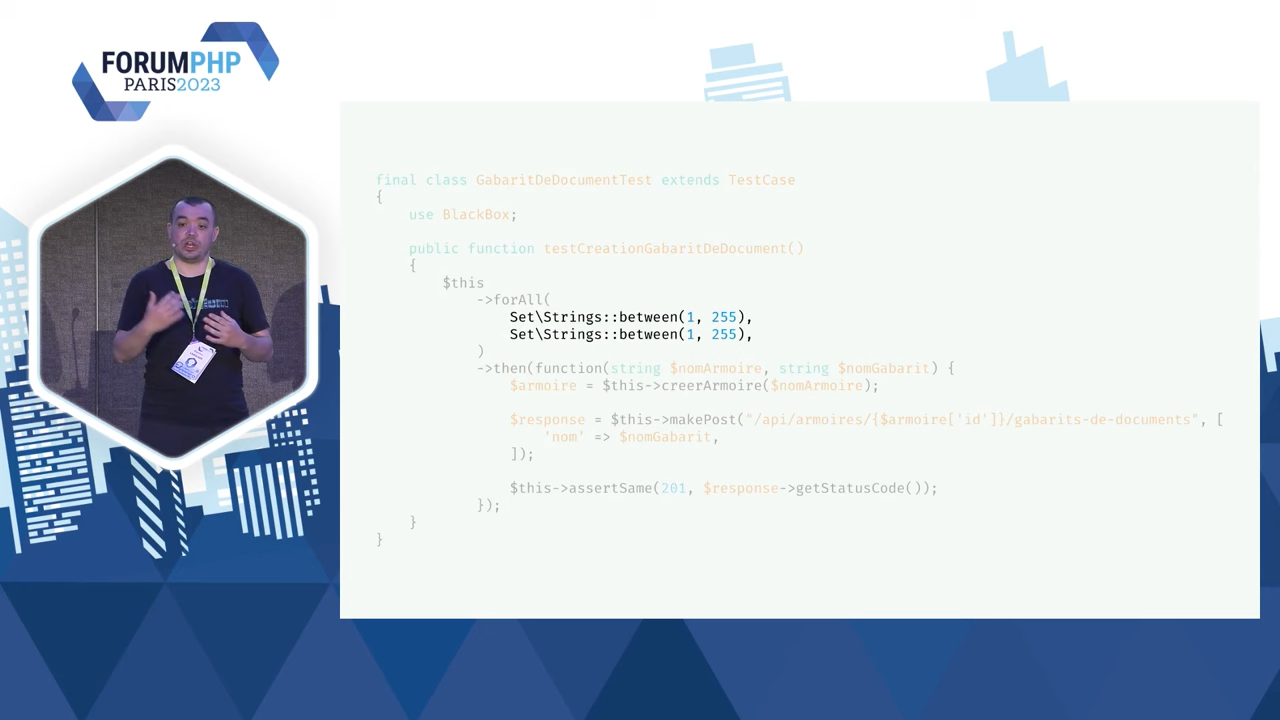 FORUMPHP
PARIS2023
final class GabaritDeDocumentTest extends TestCase
{
use BlackBox;
public function testCreationGabaritDeDocument()
{
$this
->forAll(
Set\Strings::between(1, 255),
Set\Strings::between(1, 255),
)
->then(function(string $nomArmoire, string $nomGabarit) {
$armoire = $this->creerArmoire($nomArmoire);
$response = $this->makePost("/api/armoires/{$armoire['id']}/gabarits-de-documents", [
'nom' => $nomGabarit,
]);
$this->assertSame(201, $response->getStatusCode());
});
}
}